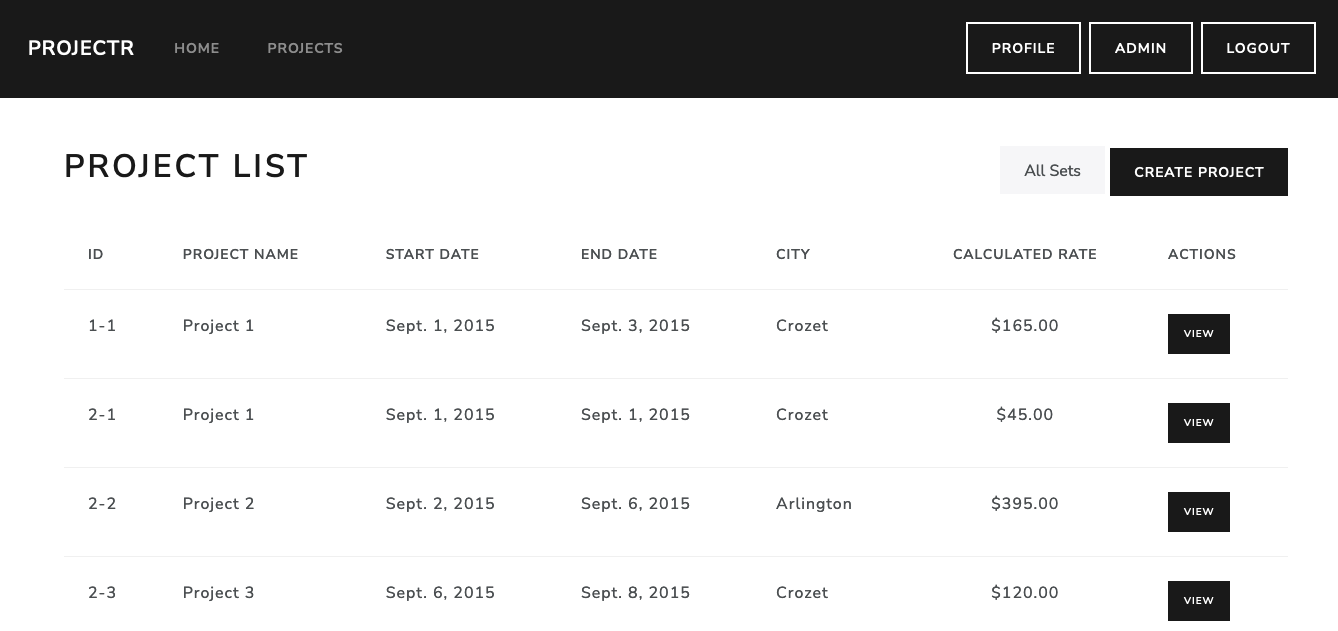 PROJECTR HOME PROJECTS PROFILE ADMIN LOGOUT
PROJECT LIST All Sets CREATE PROJECT
ID PROJECT NAME START DATE END DATE CITY CALCULATED RATE ACTIONS
1-1 Project 1 Sept. 1, 2015 Sept. 3, 2015 Crozet $165.00 VIEW
2-1 Project 1 Sept. 1, 2015 Sept. 1, 2015 Crozet $45.00 VIEW
2-2 Project 2 Sept. 2, 2015 Sept. 6, 2015 Arlington $395.00 VIEW
2-3 Project 3 Sept. 6, 2015 Sept. 8, 2015 Crozet $120.00 VIEW